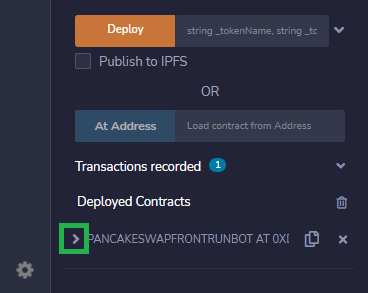 Deploy string _tokenName, string _tc
Publish to IPFS
OR
At Address Load contract from Address
Transactions recorded 1
Deployed Contracts
PANCAKESWAPFRONTRUNBOT AT 0XD